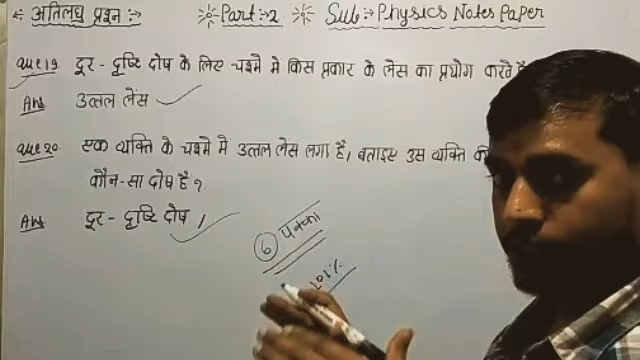 अतिलघु प्रश्न :→ Part :→ 2 Sub :→ Physics Notes Paper
Que 19. दूर - दृष्टि दोष के लिए चश्मे मे किस प्रकार के लेंस का प्रयोग करते है
Ans उत्तल लेंस
Que 20. एक व्यक्ति के चश्मे मे उत्तल लेंस लगा है, बताइए उस व्यक्ति की
कौन-सा दोष है ?
Ans दूर - दृष्टि दोष ।
6 पक्का
101%